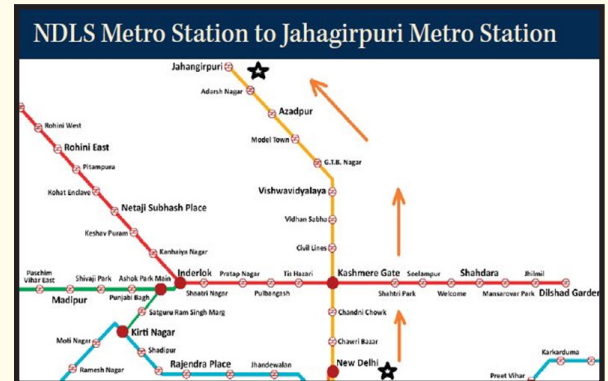 NDLS Metro Station to Jahagirpuri Metro Station
Jahangirpuri
Adarsh Nagar
Azadpur
Model Town
G.T.B. Nagar
Rohini West
Rohini East
Pitampura
Kohat Enclave
Netaji Subhash Place
Keshav Puram
Kanhaiya Nagar
Vishwavidyalaya
Vidhan Sabha
Civil Lines
Paschim
Vihar East
Shivaji Park
Ashok Park Main
Inderlok
Pratap Nagar
Tis Hazari
Kashmere Gate
Seelampur
Shahdara
Jhilmil
Madipur
Punjabi Bagh
Shastri Nagar
Pulbangash
Shahtri Park
Welcome
Mansarovar Park
Dilshad Garden
Satguru Ram Singh Marg
Chandni Chowk
Kirti Nagar
Moti Nagar
Shadipur
Chawri Bazar
Ramesh Nagar
Rajendra Place
Jhandewalan
New Delhi
Karkarduma
Preet Vihar